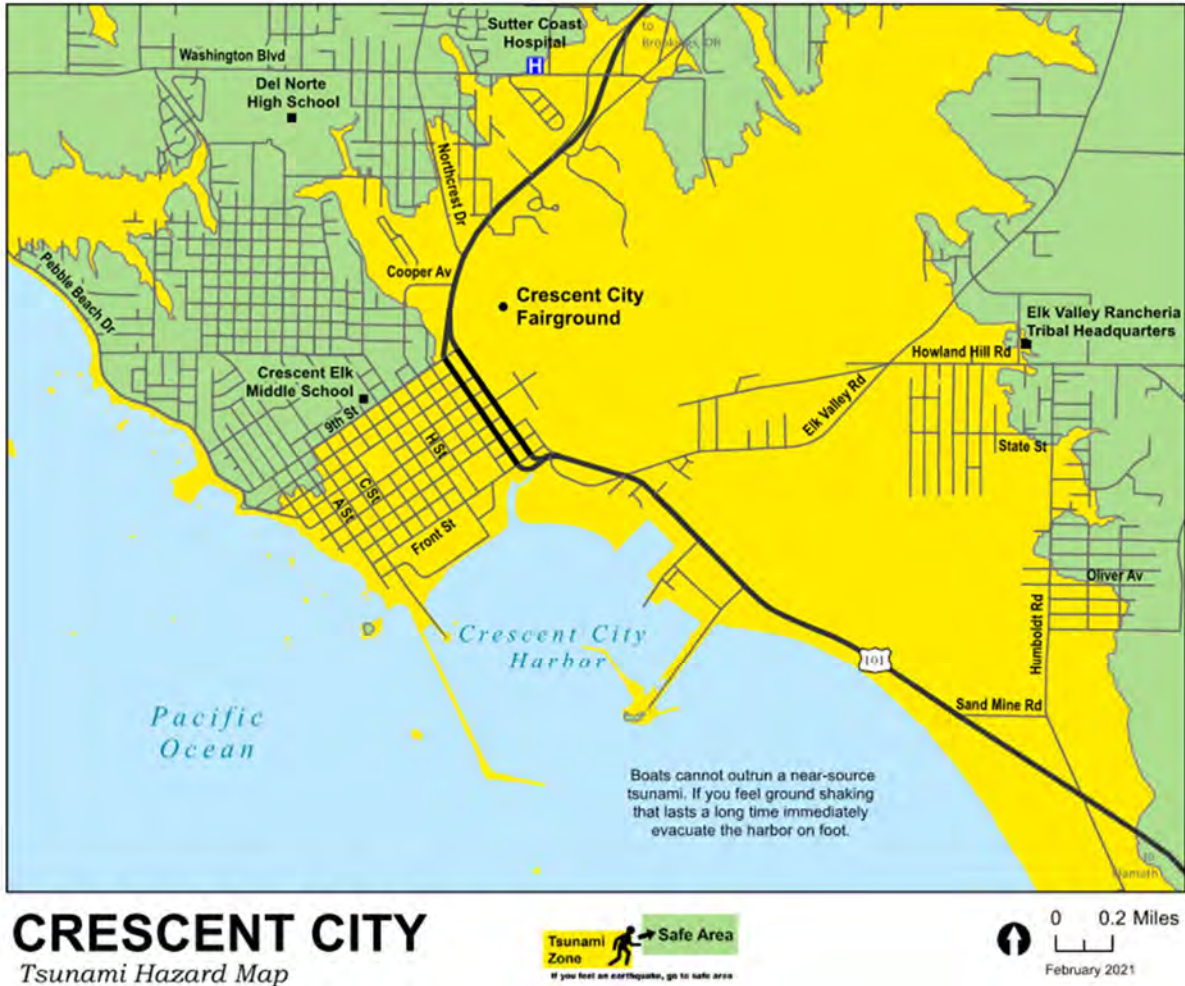 Sutter Coast
Hospital
H
to
Brookings, OR
Washington Blvd
Del Norte
High School
Northcrest Dr
Cooper Av
Pebble Beach Dr
Crescent City
Fairground
Elk Valley Rancheria
Tribal Headquarters
Howland Hill Rd
Crescent Elk
Middle School
9th St
H St
C St
A St
Front St
Elk Valley Rd
State St
Oliver Av
Humboldt Rd
Crescent City
Harbor
101
Sand Mine Rd
Pacific
Ocean
Boats cannot outrun a near-source
tsunami. If you feel ground shaking
that lasts a long time immediately
evacuate the harbor on foot.
to
Klamath
CRESCENT CITY
Tsunami Hazard Map
Tsunami
Zone
Safe Area
If you feel an earthquake, go to safe area
0 0.2 Miles
February 2021